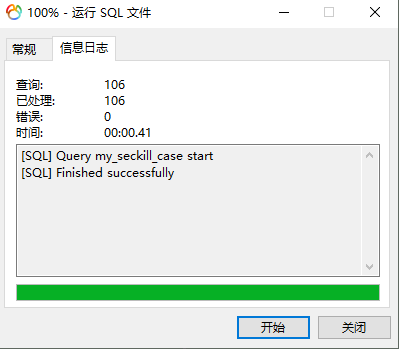 100% - 运行 SQL 文件
常规 信息日志
查询: 106
已处理: 106
错误: 0
时间: 00:00.41
[SQL] Query my_seckill_case start
[SQL] Finished successfully
开始 关闭